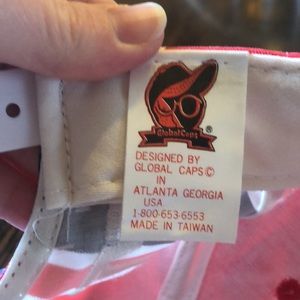 GlobalCaps®
DESIGNED BY
GLOBAL CAPS©
IN
ATLANTA GEORGIA
USA
1-800-653-6553
MADE IN TAIWAN